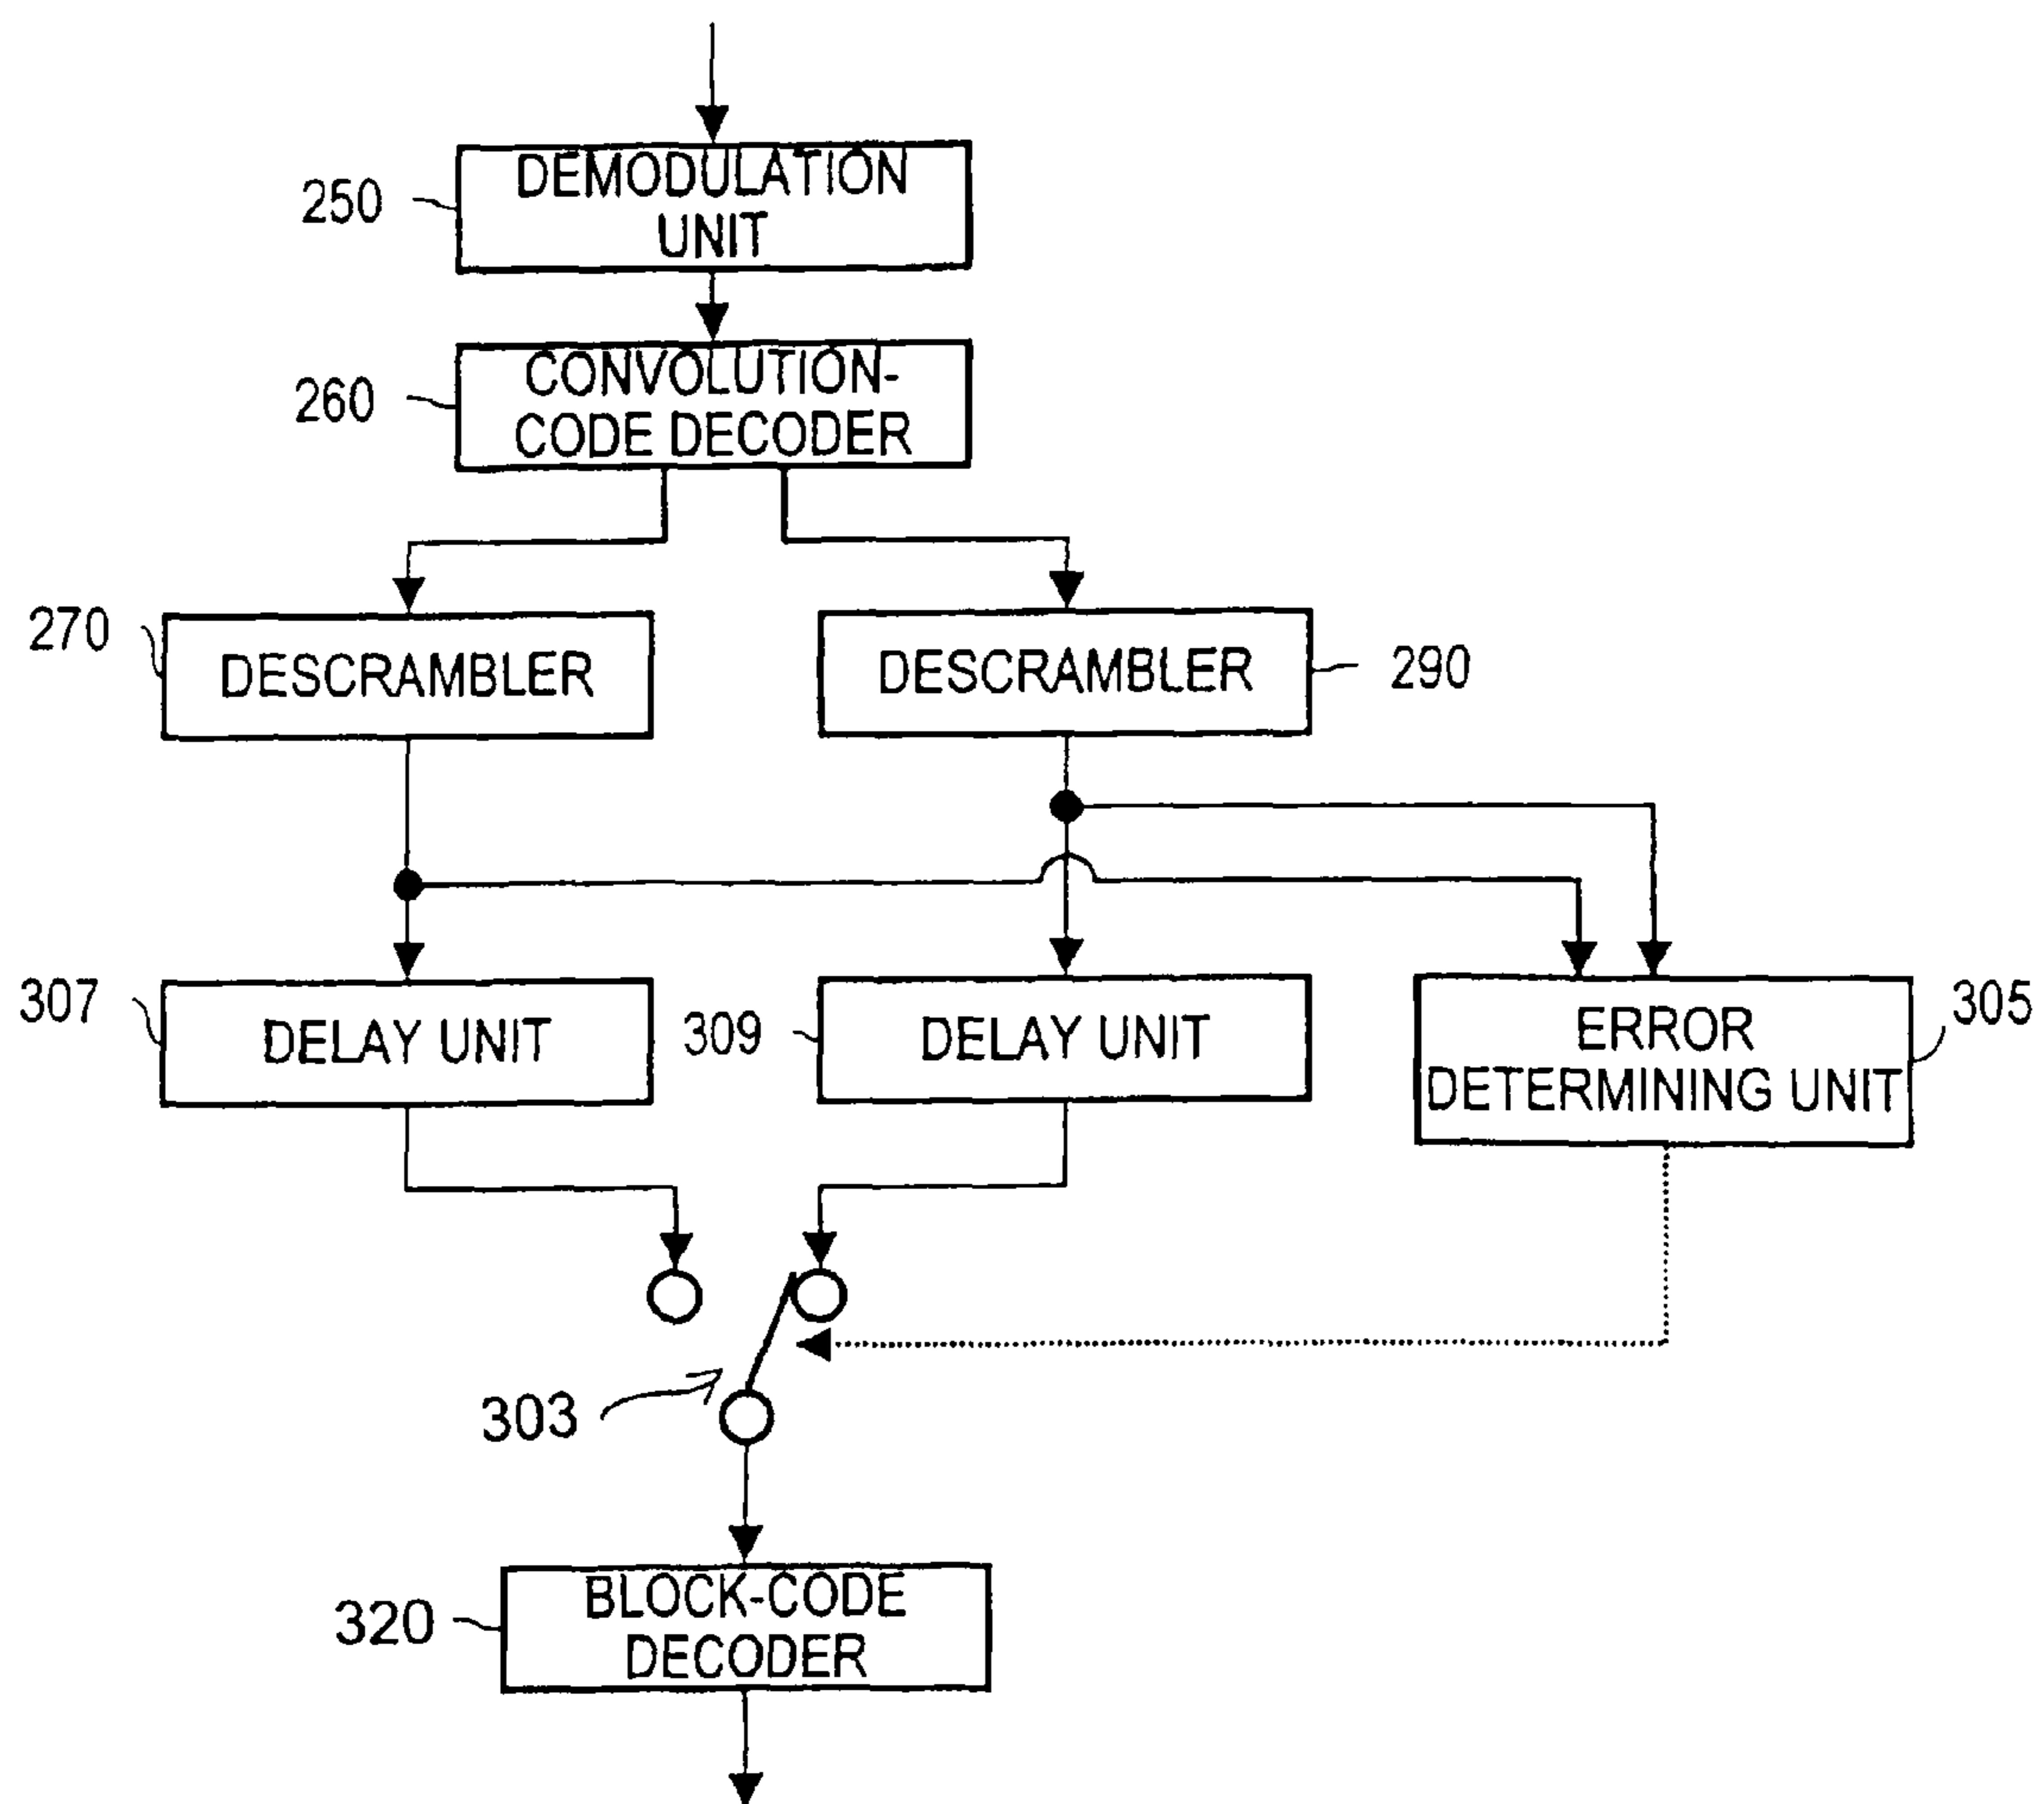 250
DEMODULATION
UNIT
260
CONVOLUTION-
CODE DECODER
270
DESCRAMBLER
DESCRAMBLER
290
307
DELAY UNIT
309
DELAY UNIT
ERROR
DETERMINING UNIT
305
303
320
BLOCK-CODE
DECODER